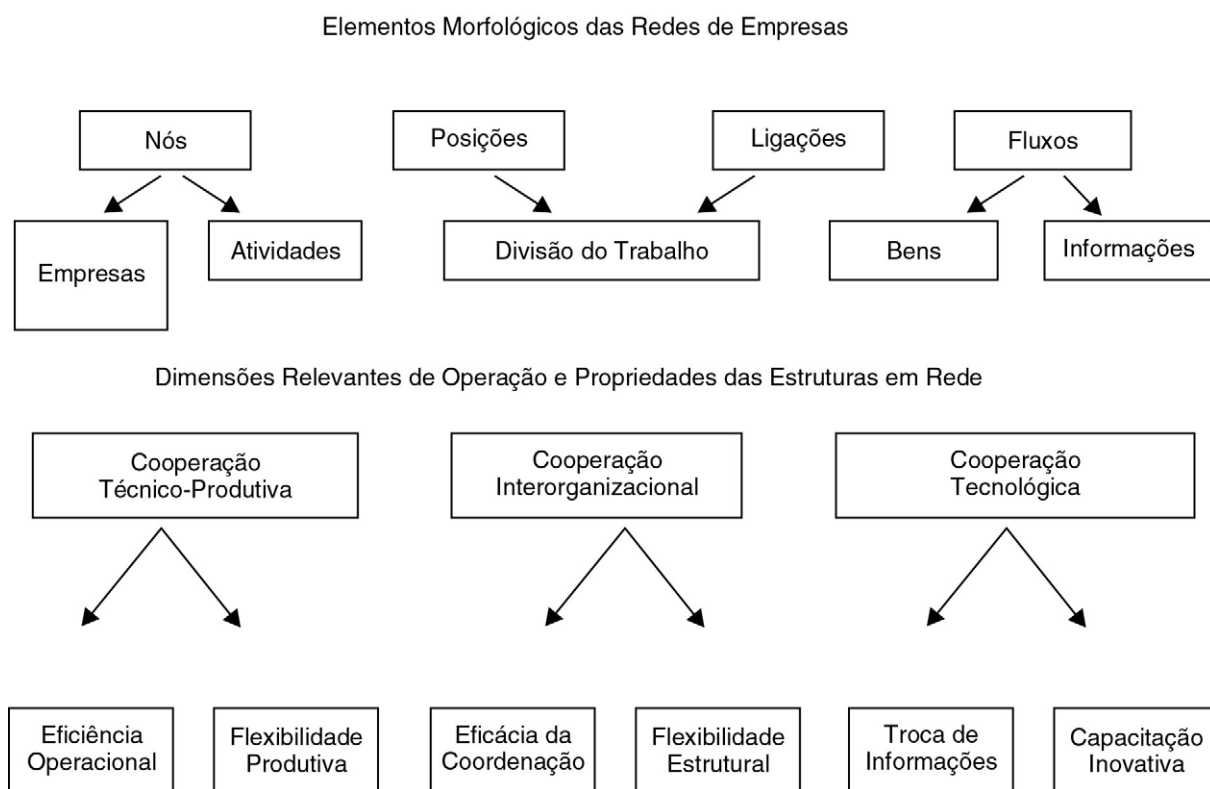 Elementos Morfológicos das Redes de Empresas
Nós
Posições
Ligações
Fluxos
Empresas
Atividades
Divisão do Trabalho
Bens
Informações
Dimensões Relevantes de Operação e Propriedades das Estruturas em Rede
Cooperação
Técnico-Produtiva
Cooperação
Interorganizacional
Cooperação
Tecnológica
Eficiência
Operacional
Flexibilidade
Produtiva
Eficácia da
Coordenação
Flexibilidade
Estrutural
Troca de
Informações
Capacitação
Inovativa